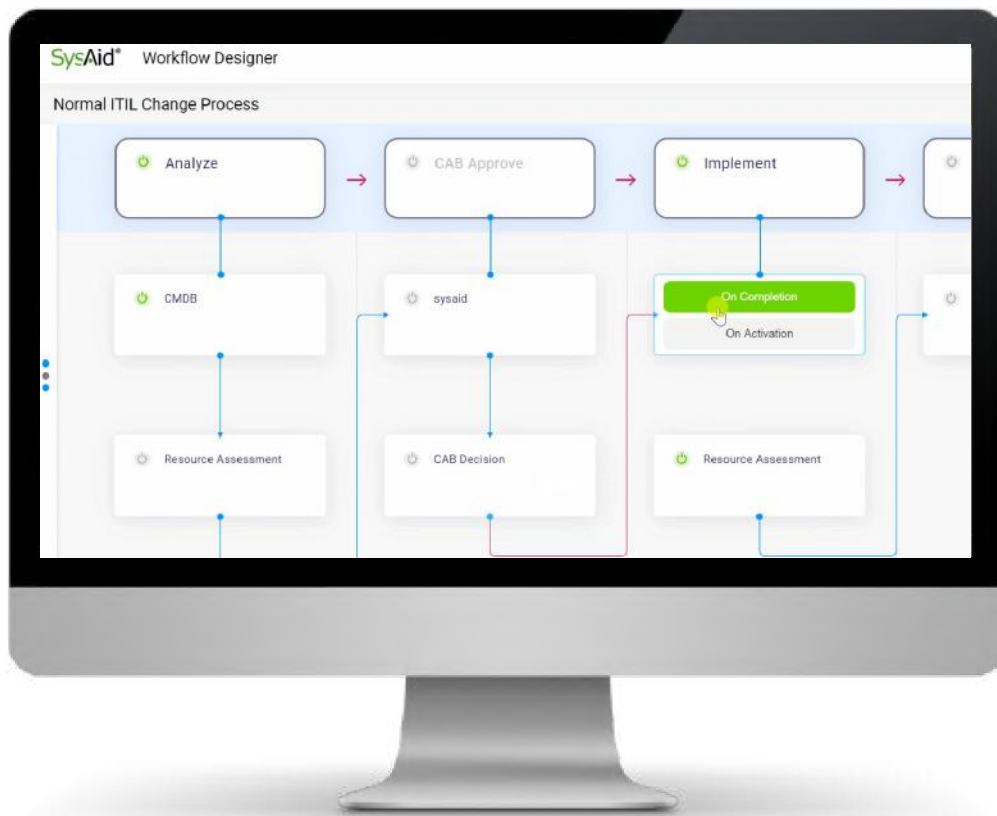 SysAid® Workflow Designer
Normal ITIL Change Process
Analyze
CAB Approve
Implement
CMDB
sysaid
On Completion
On Activation
Resource Assessment
CAB Decision
Resource Assessment